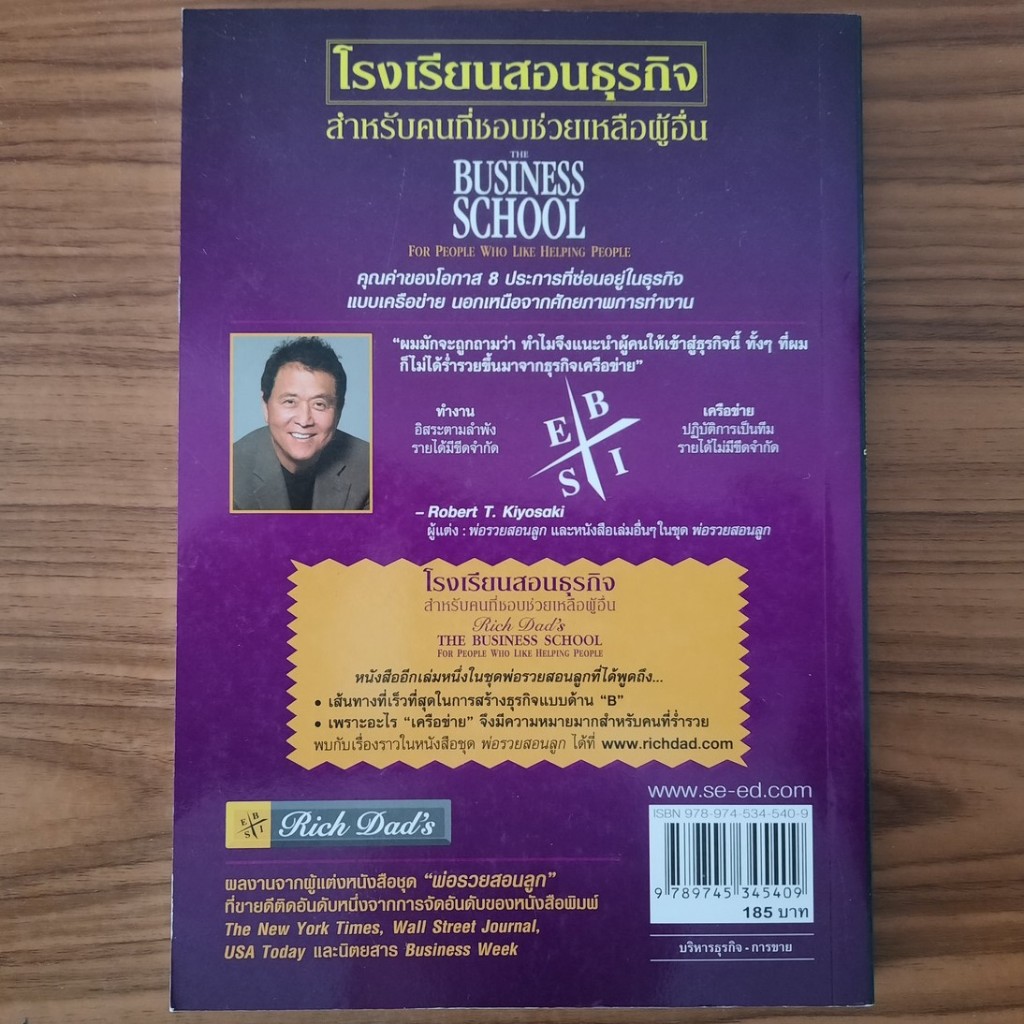 โรงเรียนสอนธุรกิจ
สำหรับคนที่ชอบช่วยเหลือผู้อื่น
THE
BUSINESS
SCHOOL
FOR PEOPLE WHO LIKE HELPING PEOPLE
คุณค่าของโอกาส 8 ประการที่ซ่อนอยู่ในธุรกิจ
แบบเครือข่าย นอกเหนือจากศักยภาพการทำงาน
“ผมมักจะถูกถามว่า ทำไมจึงแนะนำผู้คนให้เข้าสู่ธุรกิจนี้ ทั้งๆ ที่ผม
ก็ไม่ได้ร่ำรวยขึ้นมาจากธุรกิจเครือข่าย”
ทำงาน
อิสระตามลำพัง
รายได้มีขีดจำกัด
E B
S I
เครือข่าย
ปฏิบัติการเป็นทีม
รายได้ไม่มีขีดจำกัด
– Robert T. Kiyosaki
ผู้แต่ง : พ่อรวยสอนลูก และหนังสือเล่มอื่นๆ ในชุด พ่อรวยสอนลูก
โรงเรียนสอนธุรกิจ
สำหรับคนที่ชอบช่วยเหลือผู้อื่น
Rich Dad's
THE BUSINESS SCHOOL
FOR PEOPLE WHO LIKE HELPING PEOPLE
หนังสืออีกเล่มหนึ่งในชุดพ่อรวยสอนลูกที่ได้พูดถึง...
• เส้นทางที่เร็วที่สุดในการสร้างธุรกิจแบบด้าน “B”
• เพราะอะไร “เครือข่าย” จึงมีความหมายมากสำหรับคนที่ร่ำรวย
พบกับเรื่องราวในหนังสือชุด พ่อรวยสอนลูก ได้ที่ www.richdad.com
www.se-ed.com
ISBN 978-974-534-540-9
9 789745 345409
185 บาท
บริหารธุรกิจ - การขาย
E B
S I
Rich Dad's
ผลงานจากผู้แต่งหนังสือชุด “พ่อรวยสอนลูก”
ที่ขายดีติดอันดับหนึ่งจากการจัดอันดับของหนังสือพิมพ์
The New York Times, Wall Street Journal,
USA Today และนิตยสาร Business Week